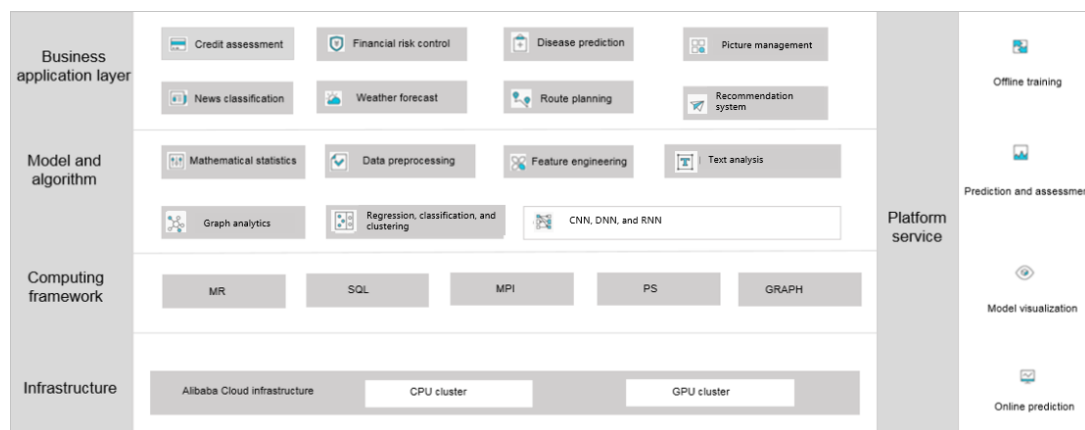 Business
application layer
Credit assessment
Financial risk control
Disease prediction
Picture management
News classification
Weather forecast
Route planning
Recommendation
system
Model and
algorithm
Mathematical statistics
Data preprocessing
Feature engineering
Text analysis
Graph analytics
Regression, classification, and
clustering
CNN, DNN, and RNN
Computing
framework
MR
SQL
MPI
PS
GRAPH
Infrastructure
Alibaba Cloud infrastructure
CPU cluster
GPU cluster
Platform
service
Offline training
Prediction and assessmen
Model visualization
Online prediction